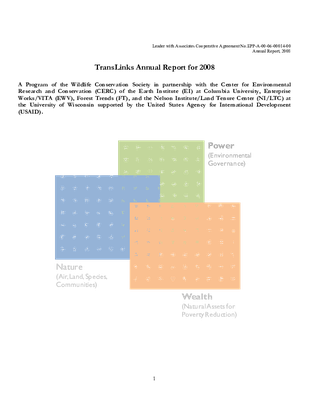 Leader with Associates Cooperative Agreement No. EPP-A-00-06-00014-00
Annual Report, 2008
TransLinks Annual Report for 2008
A Program of the Wildlife Conservation Society in partnership with the Center for Environmental
Research and Conservation (CERC) of the Earth Institute (EI) at Columbia University, Enterprise
Works/VITA (EWV), Forest Trends (FT), and the Nelson Institute/Land Tenure Center (NI/LTC) at
the University of Wisconsin supported by the United States Agency for International Development
(USAID).
Power
(Environmental
Governance)
Nature
(Air, Land, Species,
Communities)
Wealth
(Natural Assets for
Poverty Reduction)
1